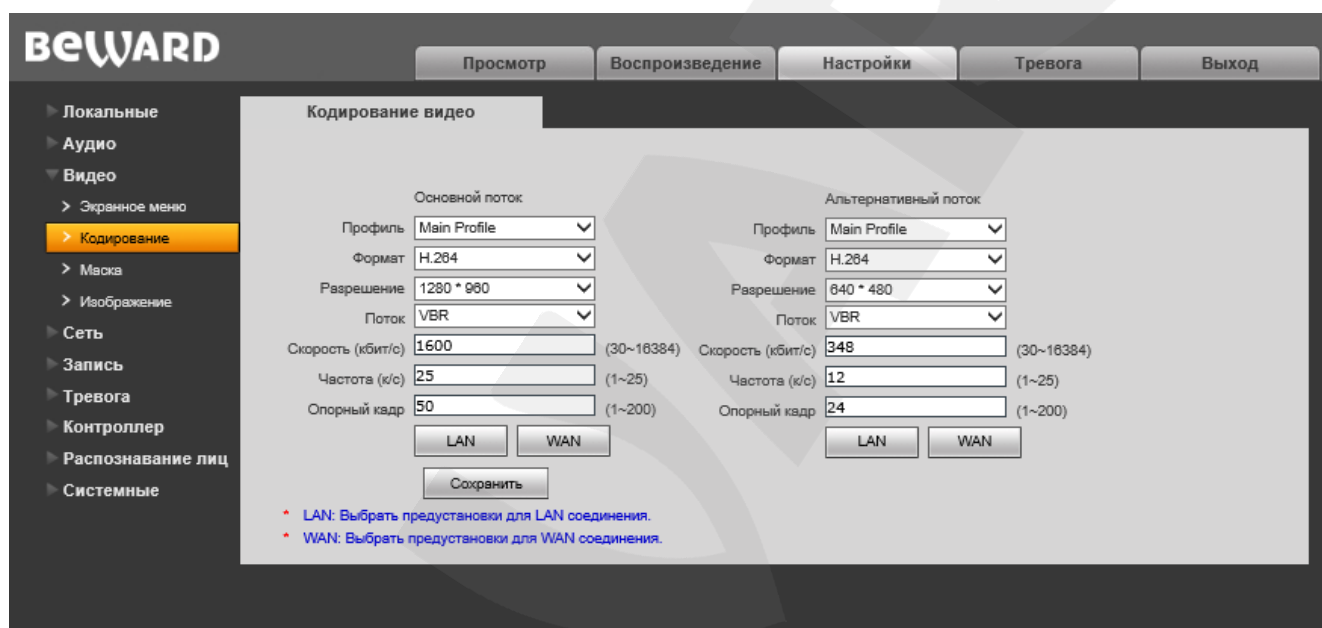 BEWARD
Просмотр Воспроизведение Настройки Тревога Выход
Локальные
Аудио
Видео
Экранное меню
Кодирование
Маска
Изображение
Сеть
Запись
Тревога
Контроллер
Распознавание лиц
Системные
Кодирование видео
Основной поток Альтернативный поток
Профиль Main Profile Профиль Main Profile
Формат H.264 Формат H.264
Разрешение 1280 * 960 Разрешение 640 * 480
Поток VBR Поток VBR
Скорость (кбит/с) 1600 (30~16384) Скорость (кбит/с) 348 (30~16384)
Частота (к/с) 25 (1~25) Частота (к/с) 12 (1~25)
Опорный кадр 50 (1~200) Опорный кадр 24 (1~200)
LAN WAN LAN WAN
Сохранить
* LAN: Выбрать предустановки для LAN соединения.
* WAN: Выбрать предустановки для WAN соединения.